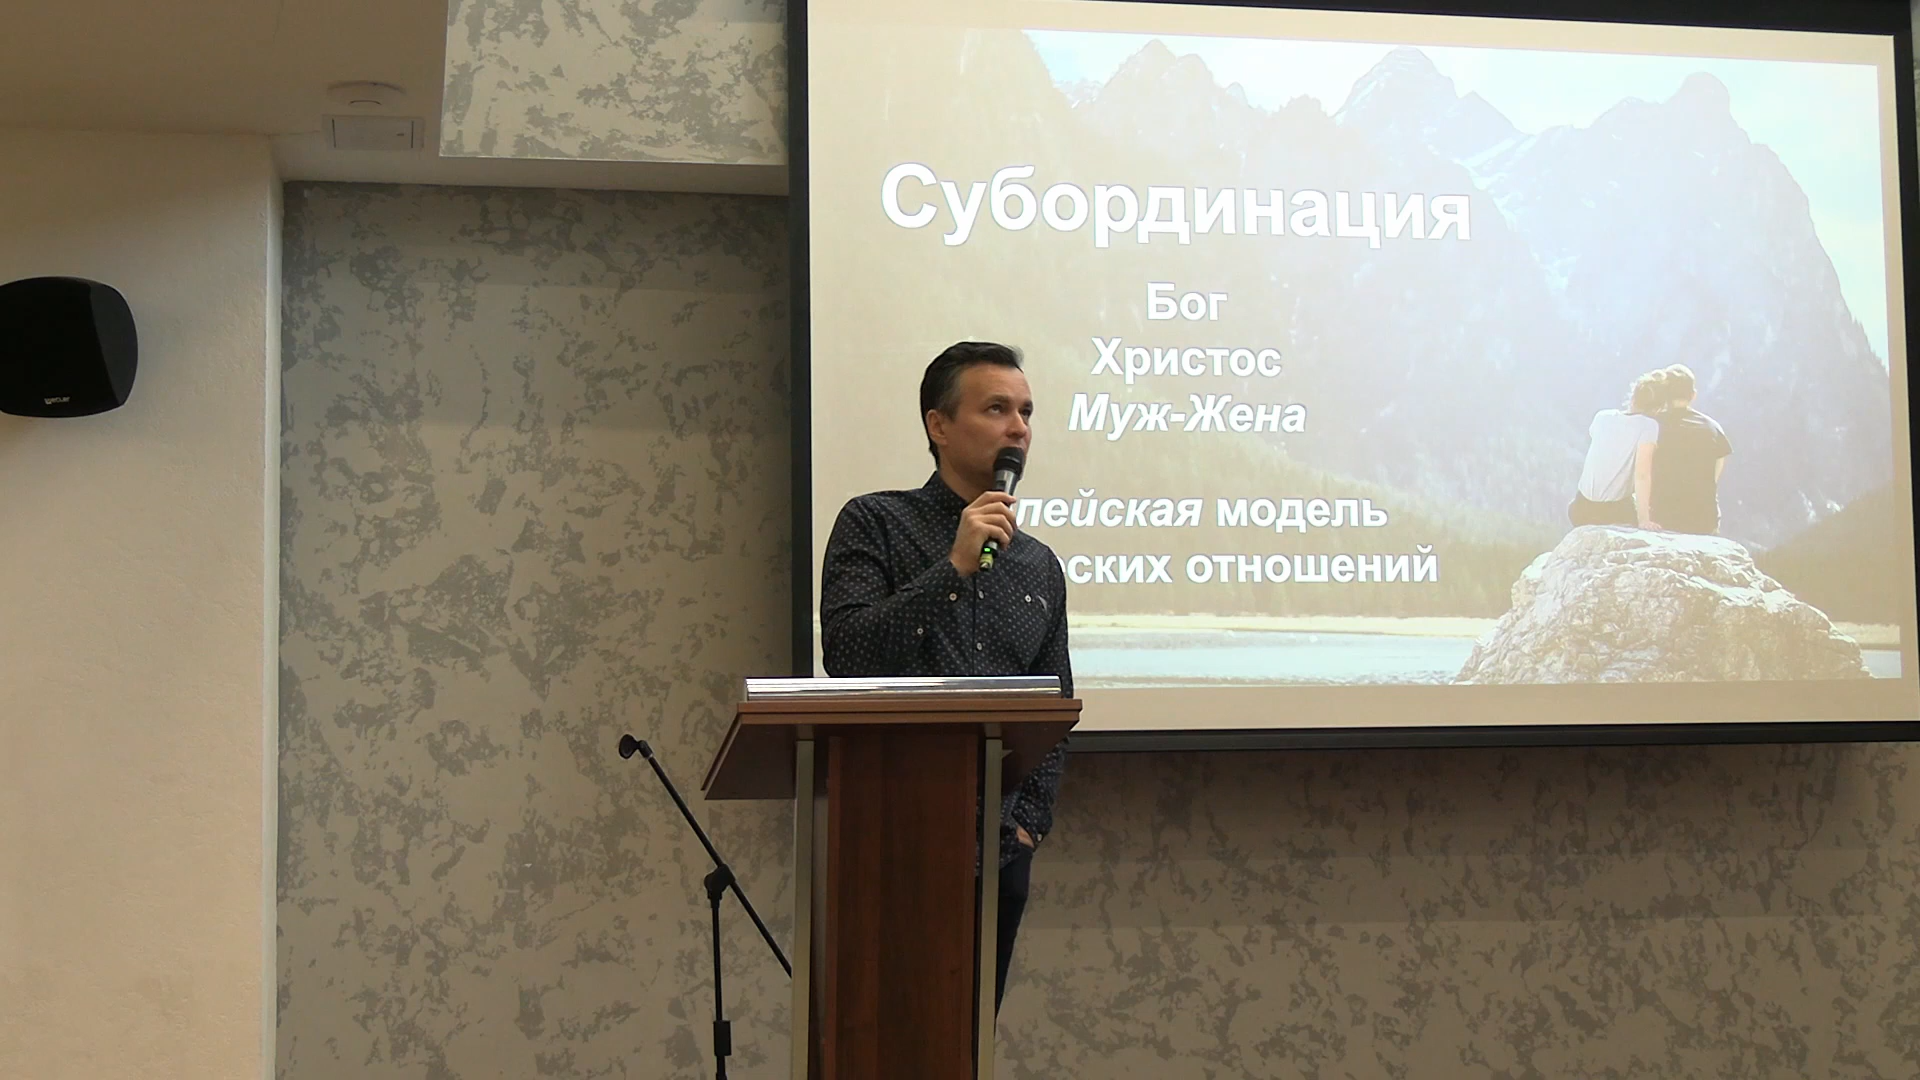 Субординация
Бог
Христос
Муж-Жена
модель
отношений